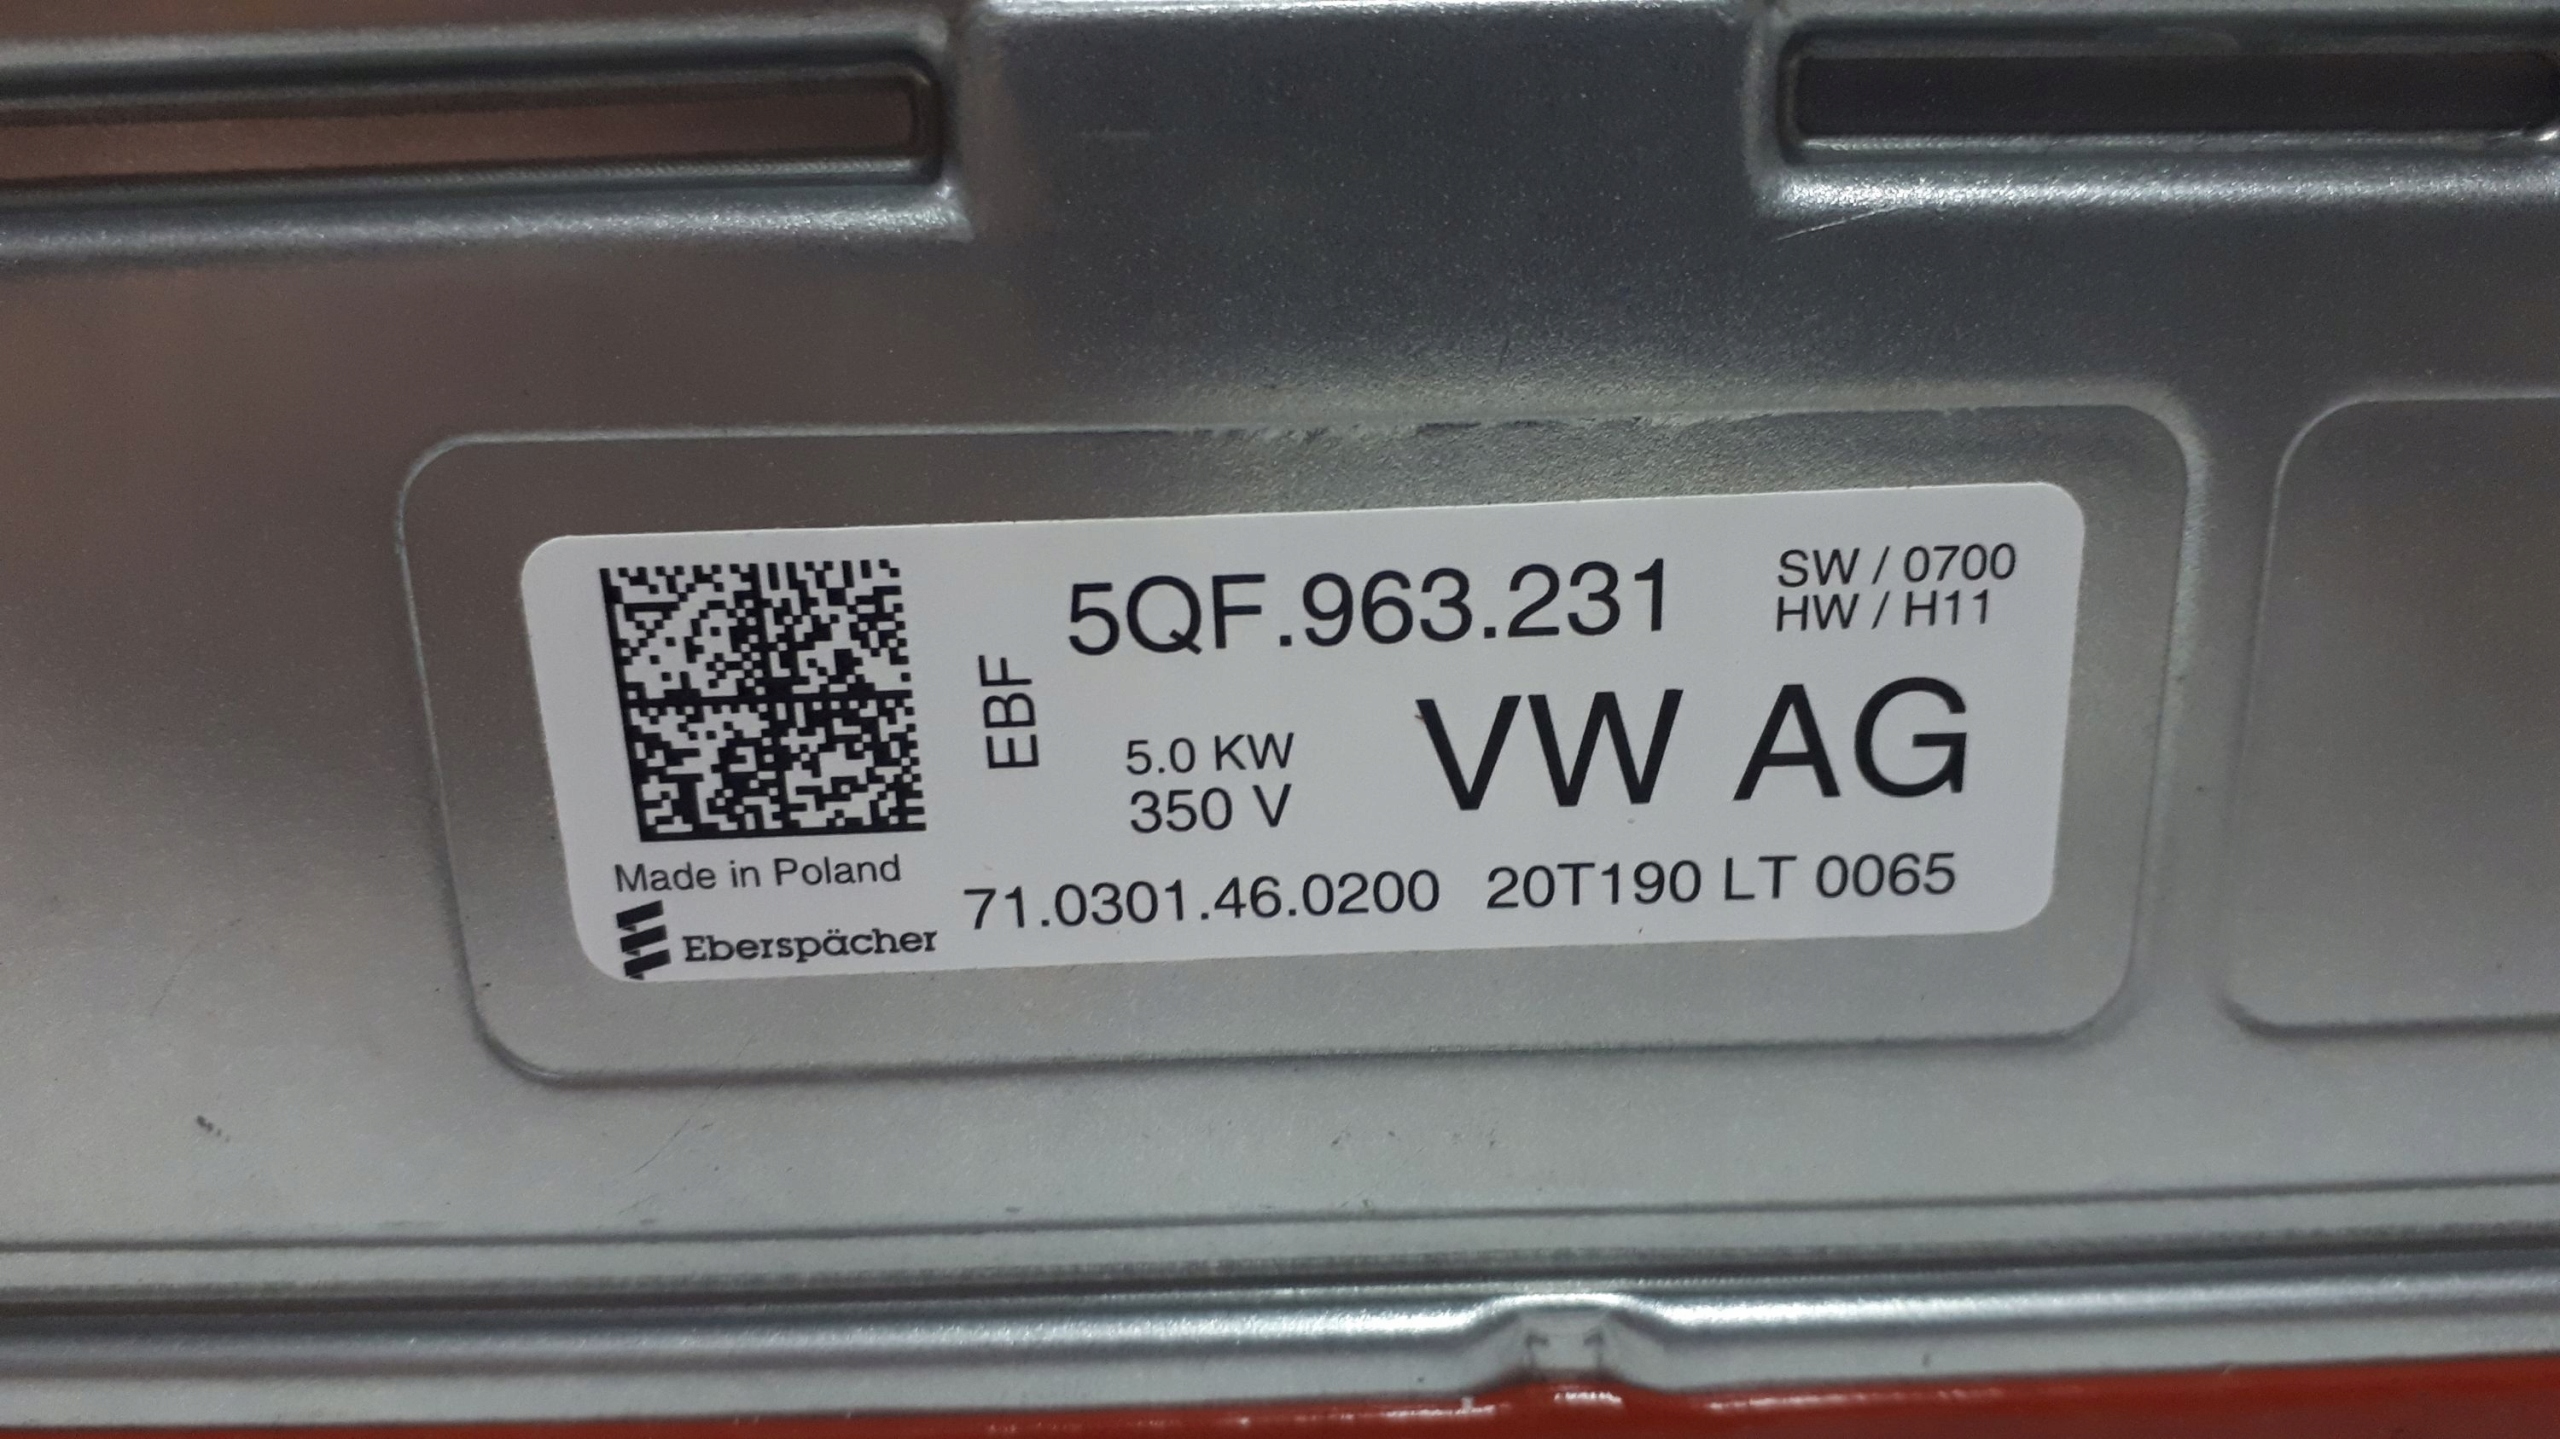 5QF.963.231
SW / 0700
HW / H11
EBF
5.0 KW
350 V
VW AG
Made in Poland
71.0301.46.0200 20T190 LT 0065
Eberspächer